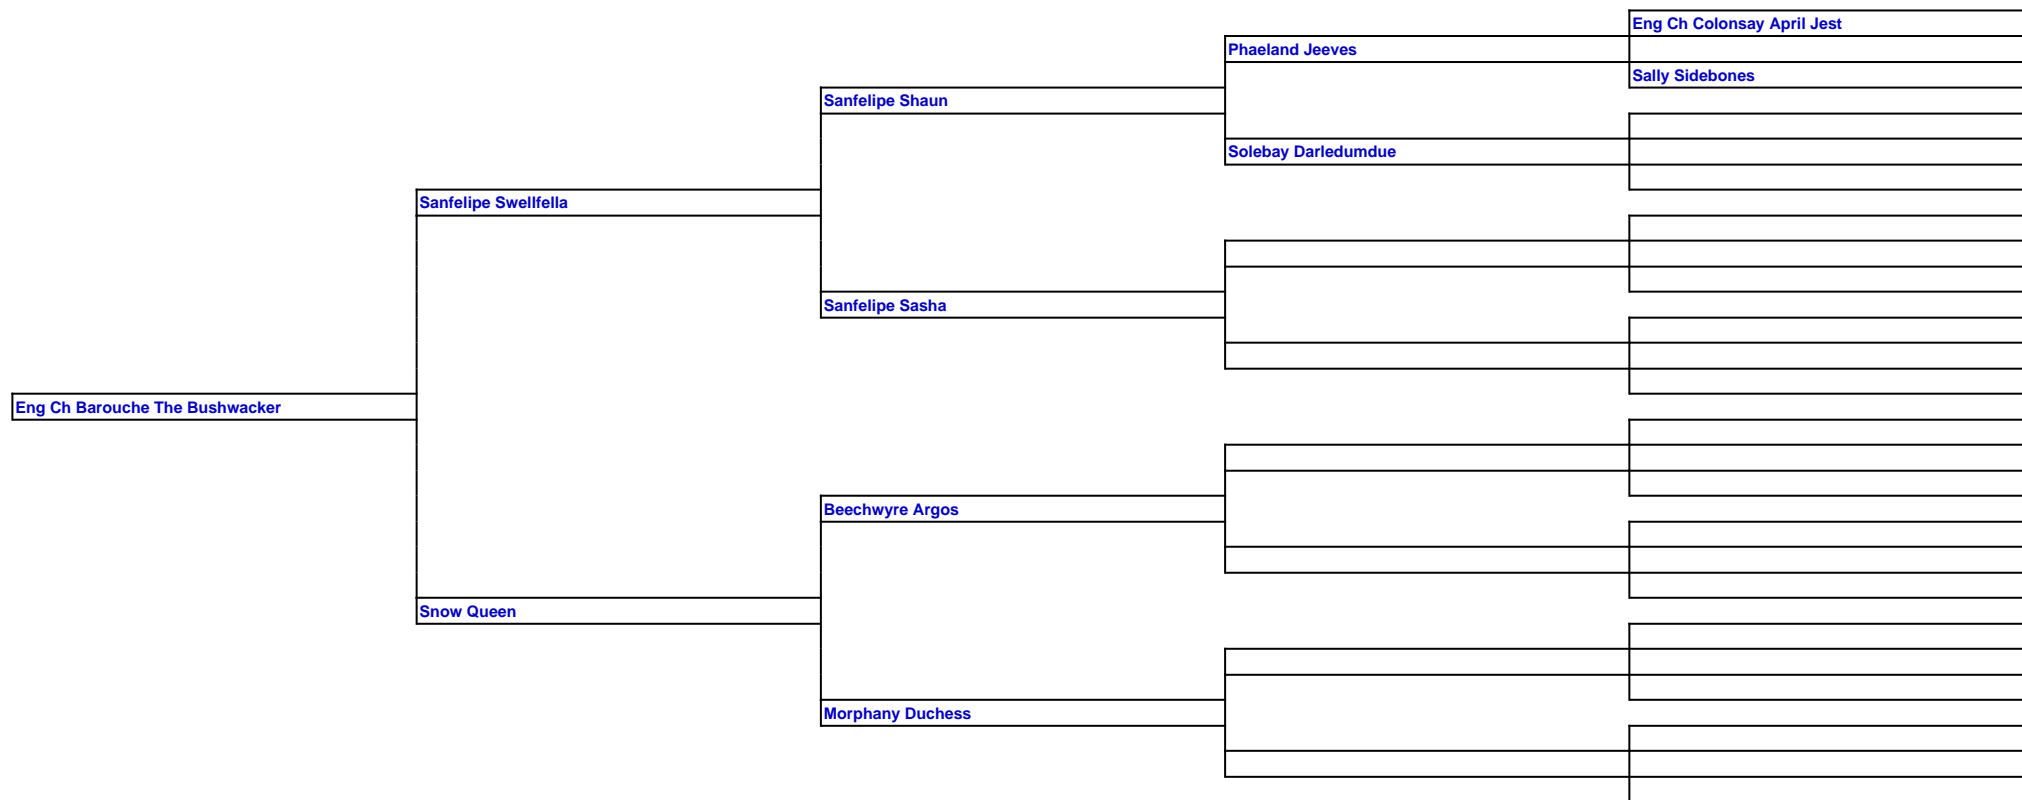 Eng Ch Colonsay April Jest
Phaeland Jeeves
Sally Sidebones
Sanfelipe Shaun
Solebay Darledumdue
Sanfelipe Swellfella
Sanfelipe Sasha
Eng Ch Barouche The Bushwacker
Beechwyre Argos
Snow Queen
Morphany Duchess